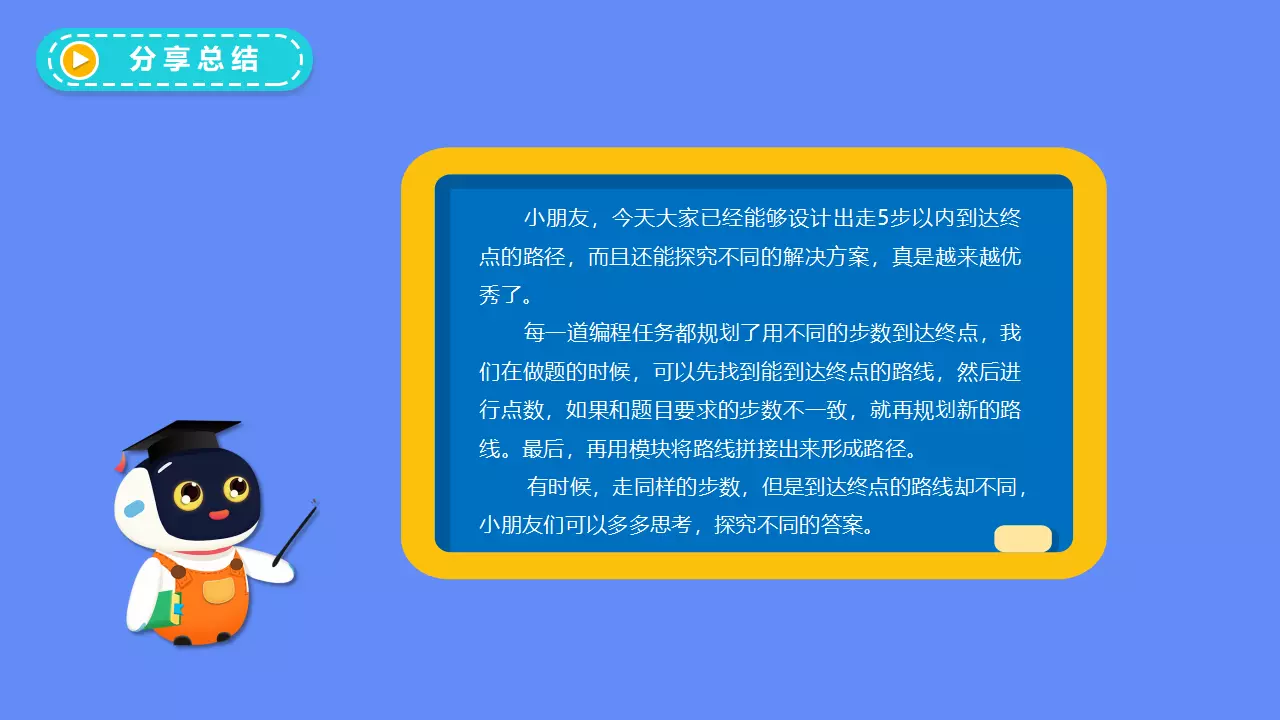 分享总结
小朋友，今天大家已经能够设计出走5步以内到达终
点的路径，而且还能探究不同的解决方案，真是越来越优
秀了。
每一道编程任务都规划了用不同的步数到达终点，我
们在做题的时候，可以先找到能到达终点的路线，然后进
行点数，如果和题目要求的步数不一致，就再规划新的路
线。最后，再用模块将路线拼接出来形成路径。
有时候，走同样的步数，但是到达终点的路线却不同，
小朋友们可以多多思考，探究不同的答案。